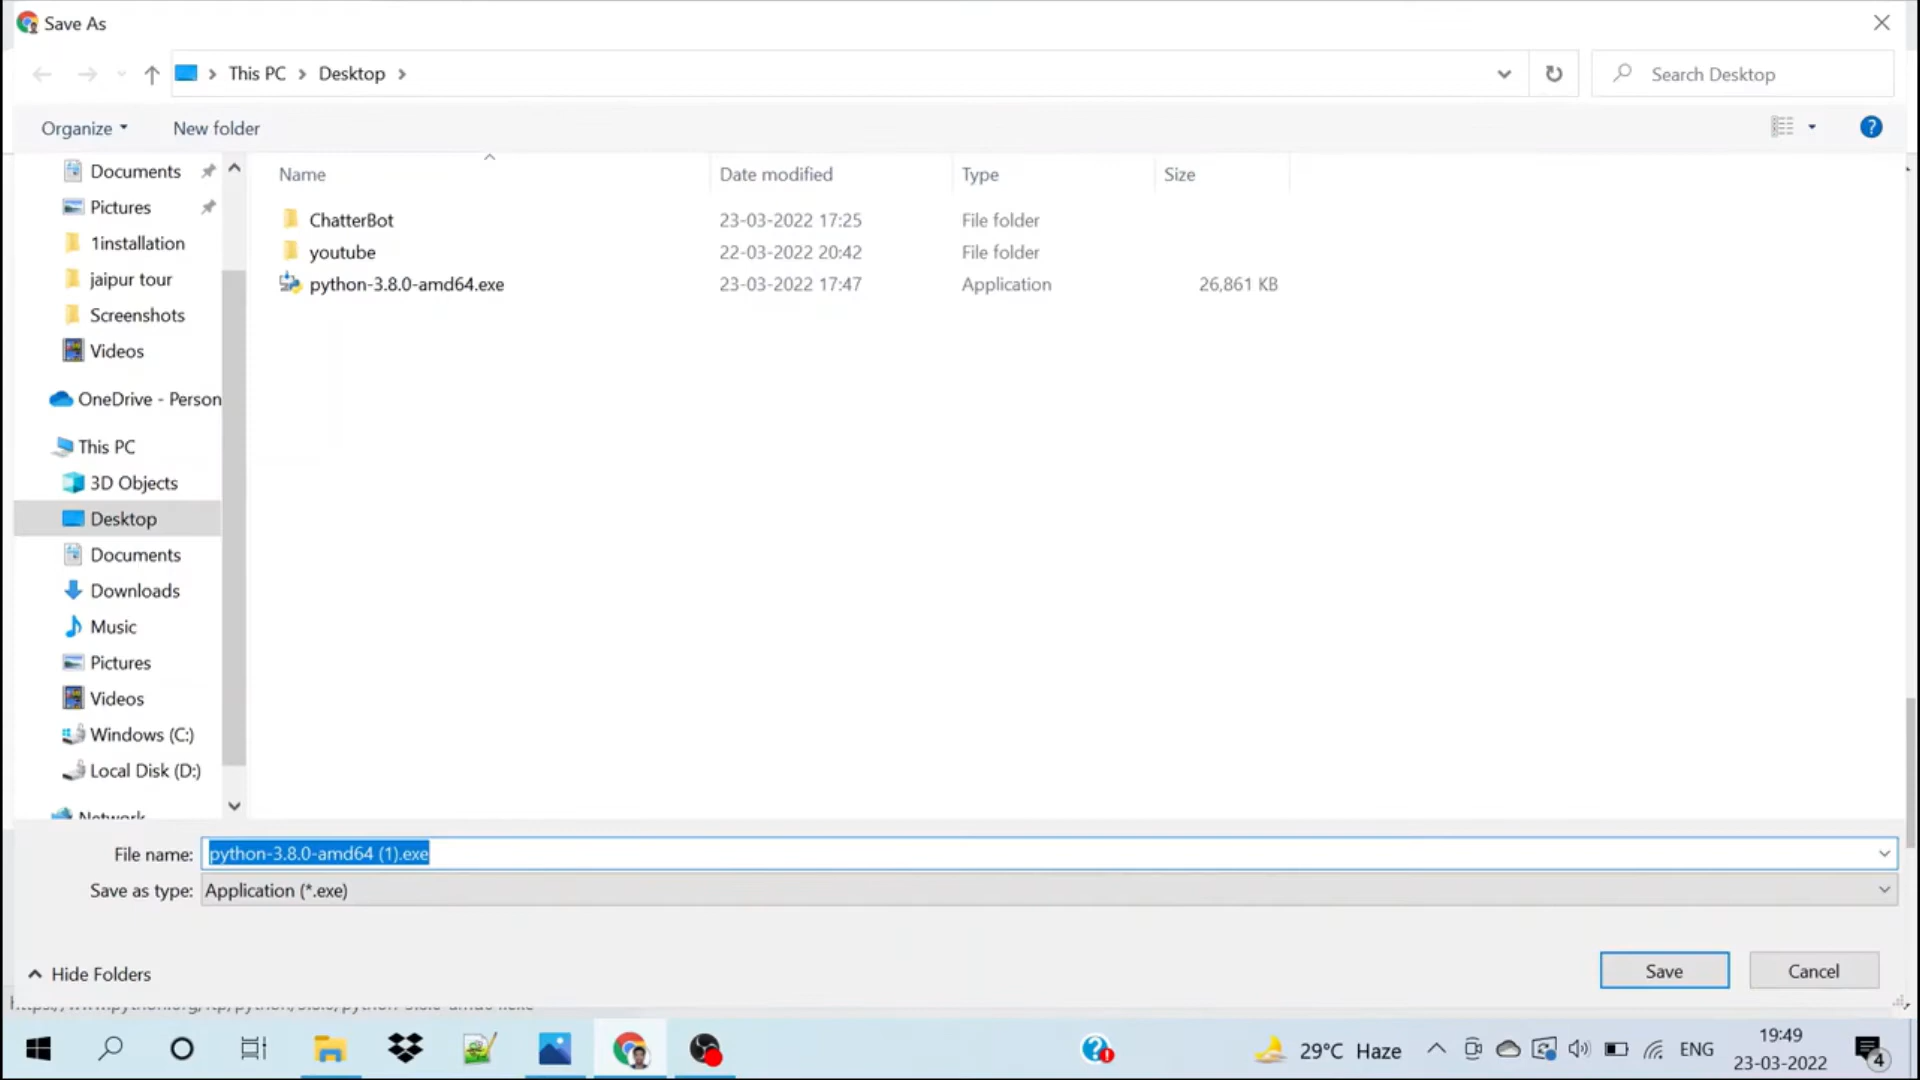 Save As
This PC > Desktop >
Search Desktop
Organize
New folder
Name
Date modified
Type
Size
Documents
Pictures
1installation
jaipur tour
Screenshots
Videos
OneDrive - Person
This PC
3D Objects
Desktop
Documents
Downloads
Music
Pictures
Videos
Windows (C:)
Local Disk (D:)
Network
ChatterBot 23-03-2022 17:25 File folder
youtube 22-03-2022 20:42 File folder
python-3.8.0-amd64.exe 23-03-2022 17:47 Application 26,861 KB
File name: python-3.8.0-amd64 (1).exe
Save as type: Application (*.exe)
Hide Folders
Save
Cancel
29°C Haze
ENG
19:49
23-03-2022
4